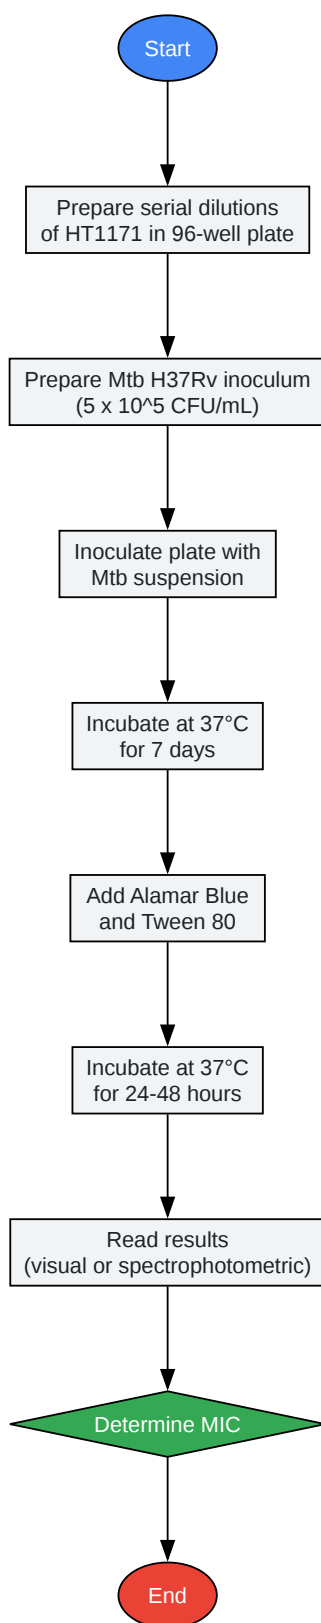 Start
Prepare serial dilutions
of HT1171 in 96-well plate
Prepare Mtb H37Rv inoculum
(5 x 10^5 CFU/mL)
Inoculate plate with
Mtb suspension
Incubate at 37°C
for 7 days
Add Alamar Blue
and Tween 80
Incubate at 37°C
for 24-48 hours
Read results
(visual or spectrophotometric)
Determine MIC
End